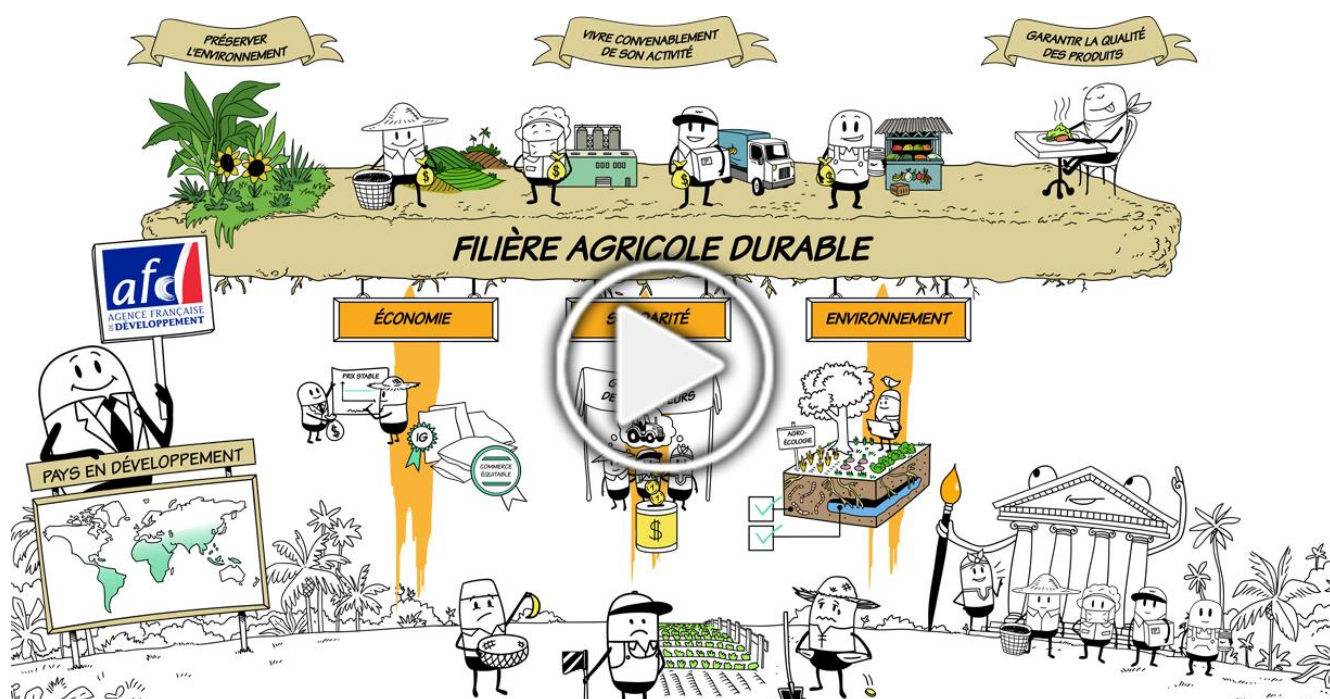 PRÉSERVER
L'ENVIRONNEMENT
VIVRE CONVENABLEMENT
DE SON ACTIVITÉ
GARANTIR LA QUALITÉ
DES PRODUITS
FILIÈRE AGRICOLE DURABLE
afd
AGENCE FRANÇAISE
DE DÉVELOPPEMENT
ÉCONOMIE
ENVIRONNEMENT
PRIX STABLE
IG
COMMERCE
ÉQUITABLE
AGRO-
ÉCOLOGIE
PAYS EN DÉVELOPPEMENT